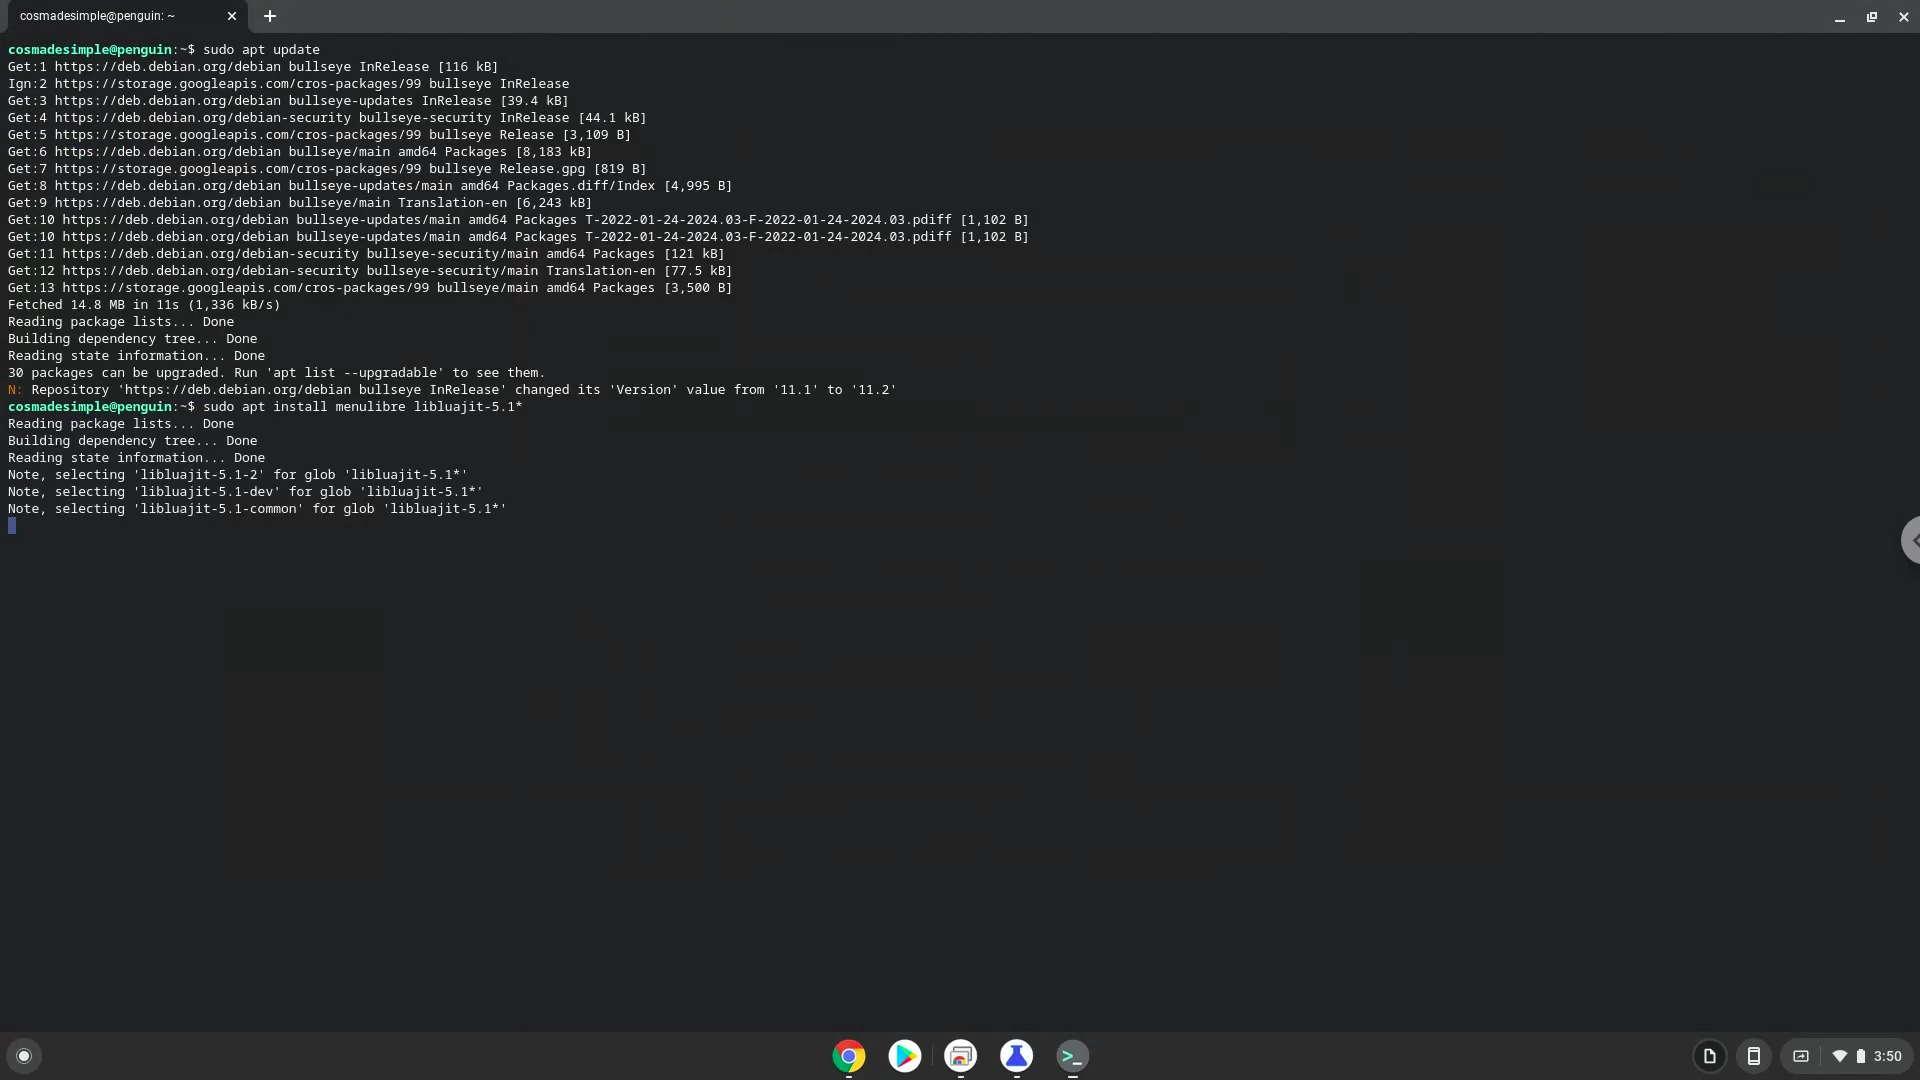 cosmadesimple@penguin: ~
cosmadesimple@penguin:~$ sudo apt update
Get:1 https://deb.debian.org/debian bullseye InRelease [116 kB]
Ign:2 https://storage.googleapis.com/cros-packages/99 bullseye InRelease
Get:3 https://deb.debian.org/debian bullseye-updates InRelease [39.4 kB]
Get:4 https://deb.debian.org/debian-security bullseye-security InRelease [44.1 kB]
Get:5 https://storage.googleapis.com/cros-packages/99 bullseye Release [3,109 B]
Get:6 https://deb.debian.org/debian bullseye/main amd64 Packages [8,183 kB]
Get:7 https://storage.googleapis.com/cros-packages/99 bullseye Release.gpg [819 B]
Get:8 https://deb.debian.org/debian bullseye-updates/main amd64 Packages.diff/Index [4,995 B]
Get:9 https://deb.debian.org/debian bullseye/main Translation-en [6,243 kB]
Get:10 https://deb.debian.org/debian bullseye-updates/main amd64 Packages T-2022-01-24-2024.03-F-2022-01-24-2024.03.pdiff [1,102 B]
Get:10 https://deb.debian.org/debian bullseye-updates/main amd64 Packages T-2022-01-24-2024.03-F-2022-01-24-2024.03.pdiff [1,102 B]
Get:11 https://deb.debian.org/debian-security bullseye-security/main amd64 Packages [121 kB]
Get:12 https://deb.debian.org/debian-security bullseye-security/main Translation-en [77.5 kB]
Get:13 https://storage.googleapis.com/cros-packages/99 bullseye/main amd64 Packages [3,500 B]
Fetched 14.8 MB in 11s (1,336 kB/s)
Reading package lists... Done
Building dependency tree... Done
Reading state information... Done
30 packages can be upgraded. Run 'apt list --upgradable' to see them.
N: Repository 'https://deb.debian.org/debian bullseye InRelease' changed its 'Version' value from '11.1' to '11.2'
cosmadesimple@penguin:~$ sudo apt install menulibre libluajit-5.1*
Reading package lists... Done
Building dependency tree... Done
Reading state information... Done
Note, selecting 'libluajit-5.1-2' for glob 'libluajit-5.1*'
Note, selecting 'libluajit-5.1-dev' for glob 'libluajit-5.1*'
Note, selecting 'libluajit-5.1-common' for glob 'libluajit-5.1*'
3:50